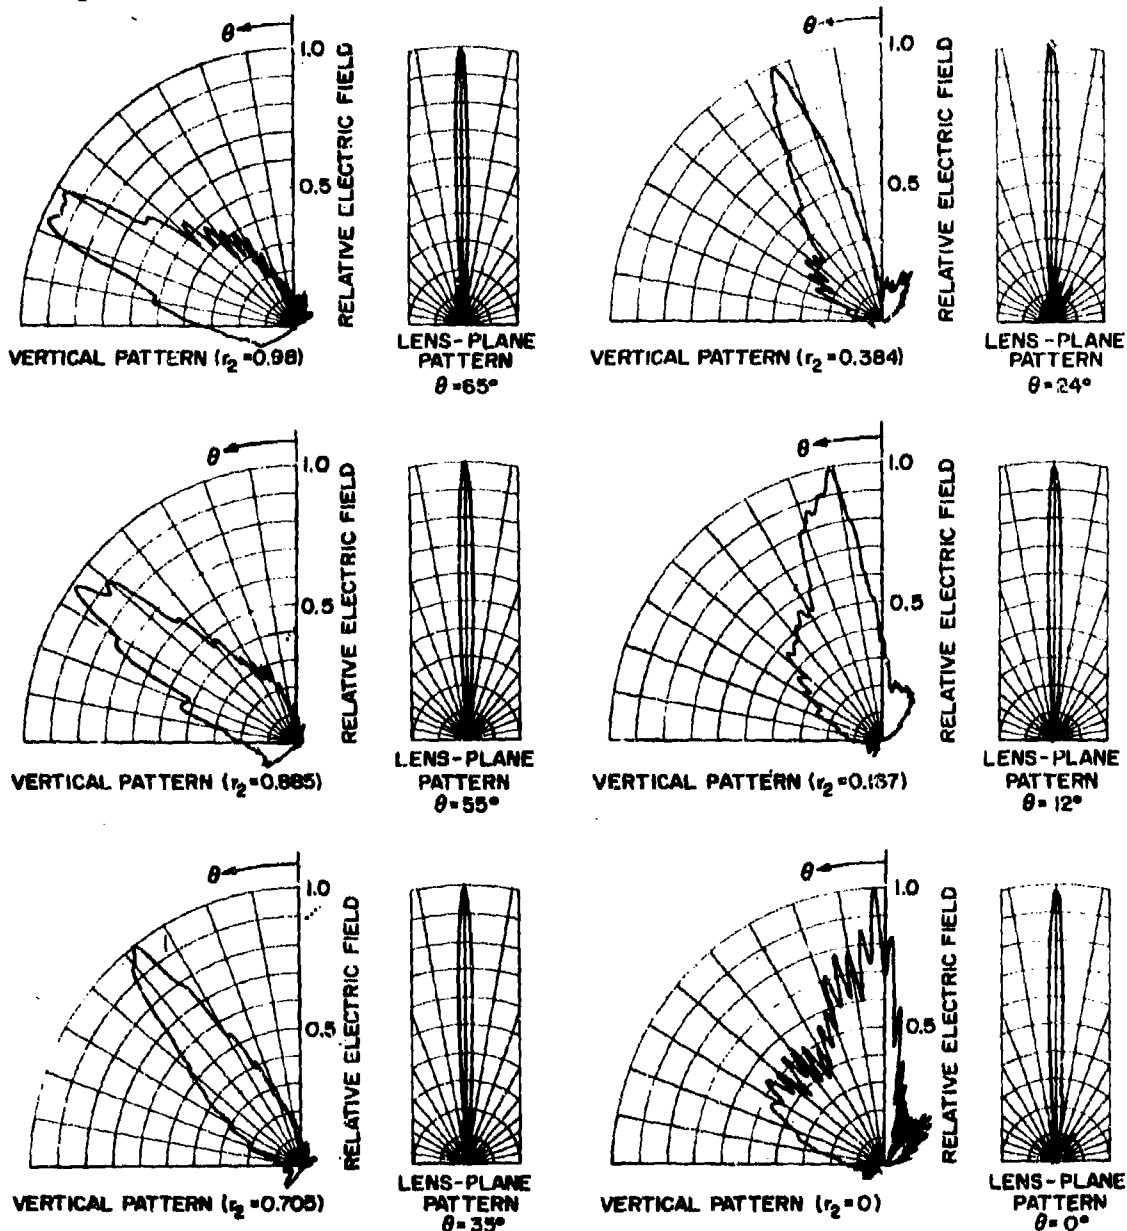 θ
1.0
0.5
RELATIVE ELECTRIC FIELD
VERTICAL PATTERN (r₂=0.98)
LENS-PLANE
PATTERN
θ=65°
θ
1.0
0.5
RELATIVE ELECTRIC FIELD
VERTICAL PATTERN (r₂=0.384)
LENS-PLANE
PATTERN
θ=24°
θ
1.0
0.5
RELATIVE ELECTRIC FIELD
VERTICAL PATTERN (r₂=0.885)
LENS-PLANE
PATTERN
θ=55°
θ
1.0
0.5
RELATIVE ELECTRIC FIELD
VERTICAL PATTERN
LENS-PLANE
PATTERN
θ=12°
θ
1.0
0.5
RELATIVE ELECTRIC FIELD
VERTICAL PATTERN (r₂=0.705)
LENS-PLANE
PATTERN
θ=35°
θ
1.0
0.5
RELATIVE ELECTRIC FIELD
VERTICAL PATTERN (r₂=0)
LENS-PLANE
PATTERN
θ=0°